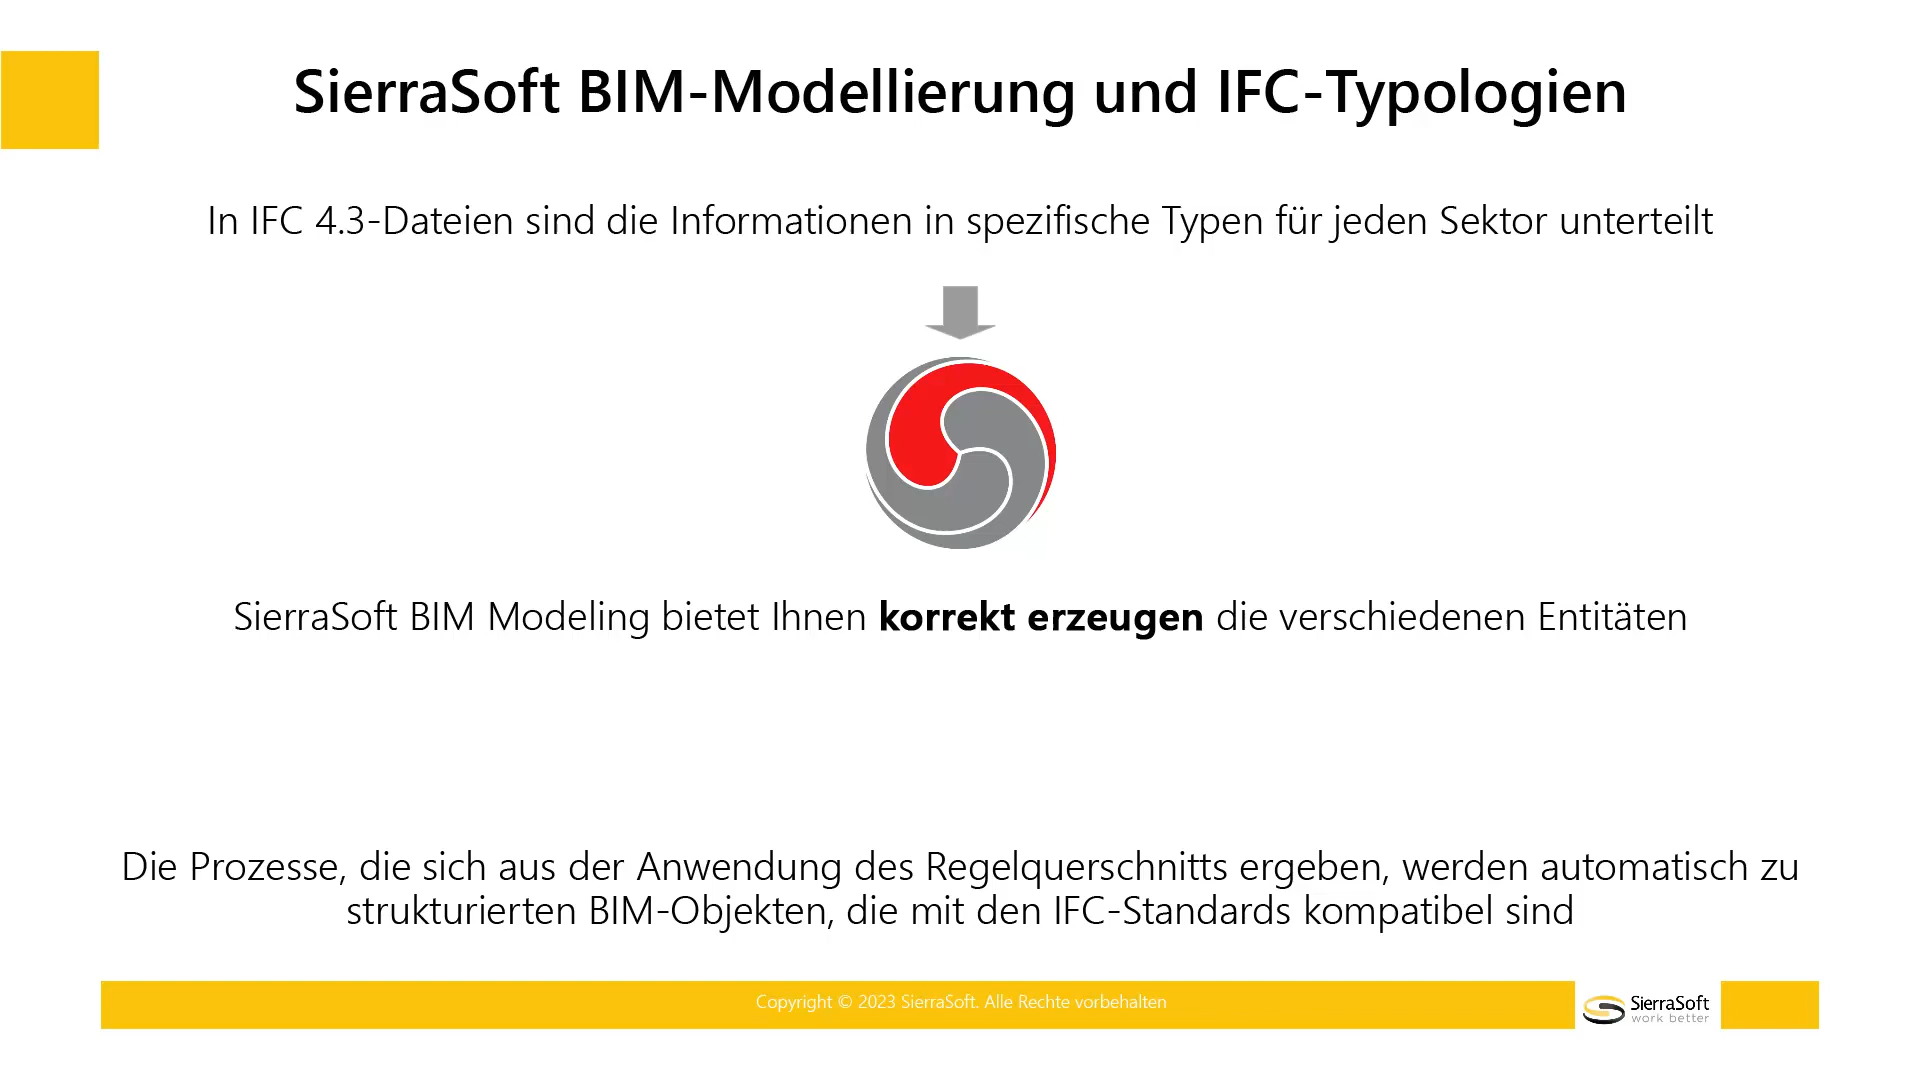 SierraSoft BIM-Modellierung und IFC-Typologien
In IFC 4.3-Dateien sind die Informationen in spezifische Typen für jeden Sektor unterteilt
SierraSoft BIM Modeling bietet Ihnen korrekt erzeugen die verschiedenen Entitäten
Die Prozesse, die sich aus der Anwendung des Regelquerschnitts ergeben, werden automatisch zu
strukturierten BIM-Objekten, die mit den IFC-Standards kompatibel sind
Copyright © 2023 SierraSoft. Alle Rechte vorbehalten
SierraSoft
work better